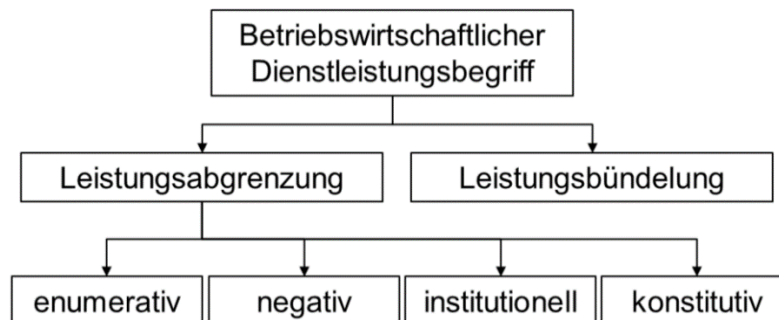 Betriebswirtschaftlicher
Dienstleistungsbegriff
Leistungsabgrenzung
Leistungsbündelung
enumerativ
negativ
institutionell
konstitutiv